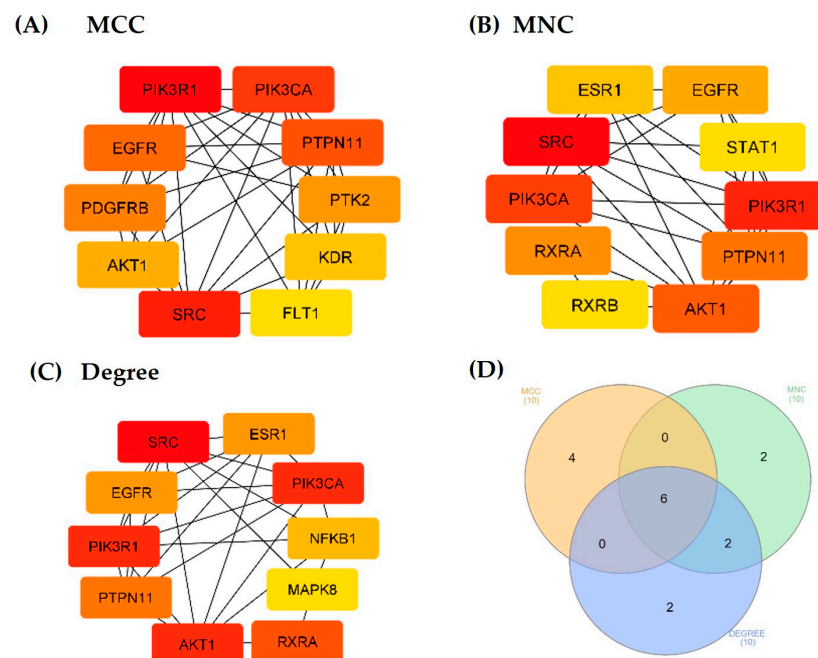 (A) MCC
PIK3R1 PIK3CA
EGFR PTPN11
PDGFRB PTK2
AKT1 KDR
SRC FLT1
(B) MNC
ESR1 EGFR
SRC STAT1
PIK3CA PIK3R1
RXRA PTPN11
RXRB AKT1
(C) Degree
SRC ESR1
EGFR PIK3CA
PIK3R1 NFKB1
PTPN11 MAPK8
AKT1 RXRA
(D)
MCC
(10)
MNC
(10)
4 0 2
6
0 2
2
DEGREE
(10)